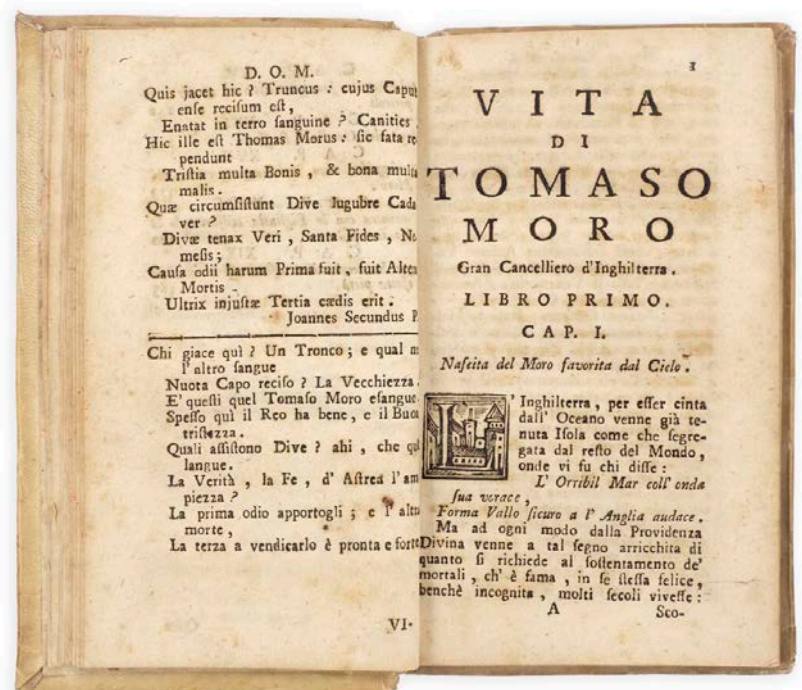 D. O. M.
Quis jacet hic ? Truncus : cujus Caput
enſe reciſum eſt,
Enatat in terro ſanguine ? Canities
Hic ille eſt Thomas Morus : ſic fata re
pendunt
Triſtia multa Bonis , & bona multa
malis .
Quæ circumſiſtunt Dive lugubre Cada
ver ?
Divæ tenax Veri , Santa Fides , Ne
meſis ;
Cauſa odii harum Prima fuit , fuit Altera
Mortis
Ultrix injuſtæ Tertia cædis erit .
Joannes Secundus P.
Chi giace quì ? Un Tronco ; e qual
l'altro ſangue
Nuota Capo reciſo ? La Vecchiezza .
E' queſti quel Tomaſo Moro eſangue
Speſſo quì il Reo ha bene , e il Buon
triſtezza .
Quali aſſiſtono Dive ? ahi , che
langue .
La Verità , la Fe , d' Aſtrea l'am
piezza ?
La prima odio apportogli ; e l' altra
morte ,
La terza a vendicarlo è pronta e forte
VI-
1
VITA
DI
TOMASO
MORO
Gran Cancelliero d'Inghilterra .
LIBRO PRIMO.
CAP. I.
Naſcita del Moro favorita dal Cielo .
L' Inghilterra , per eſſer cinta
dall' Oceano venne già te-
nuta Iſola come che ſegre-
gata dal reſto del Mondo ,
onde vi fu chi diſſe :
L' Orribil Mar coll' onda
ſua vorace ,
Forma Vallo ſicuro a l' Anglia audace .
Ma ad ogni modo dalla Providenza
Divina venne a tal ſegno arricchita di
quanto ſi richiede al ſoſtentamento de'
mortali , ch' è fama , in ſe ſteſſa felice ,
benchè incognita , molti ſecoli viveſſe :
A Sco-